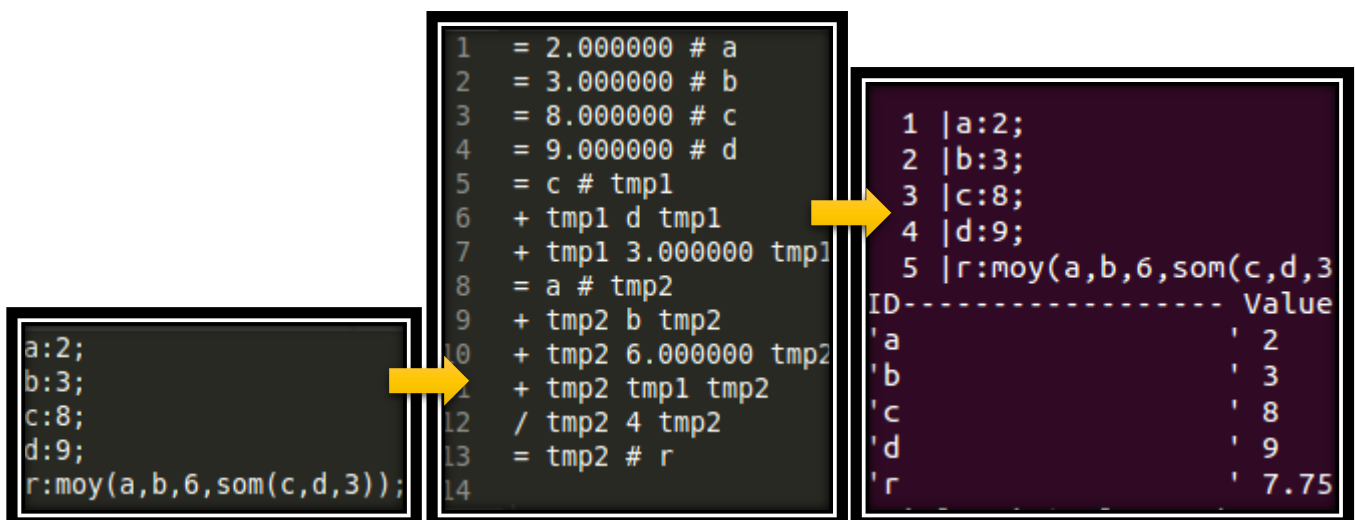 a:2;
b:3;
c:8;
d:9;
r:moy(a,b,6,som(c,d,3));
1 = 2.000000 # a
2 = 3.000000 # b
3 = 8.000000 # c
4 = 9.000000 # d
5 = c # tmp1
6 + tmp1 d tmp1
7 + tmp1 3.000000 tmp1
8 = a # tmp2
9 + tmp2 b tmp2
10 + tmp2 6.000000 tmp2
1 + tmp2 tmp1 tmp2
12 / tmp2 4 tmp2
13 = tmp2 # r
14
1 |a:2;
2 |b:3;
3 |c:8;
4 |d:9;
5 |r:moy(a,b,6,som(c,d,3
ID------------------- Value
'a ' 2
'b ' 3
'c ' 8
'd ' 9
'r ' 7.75